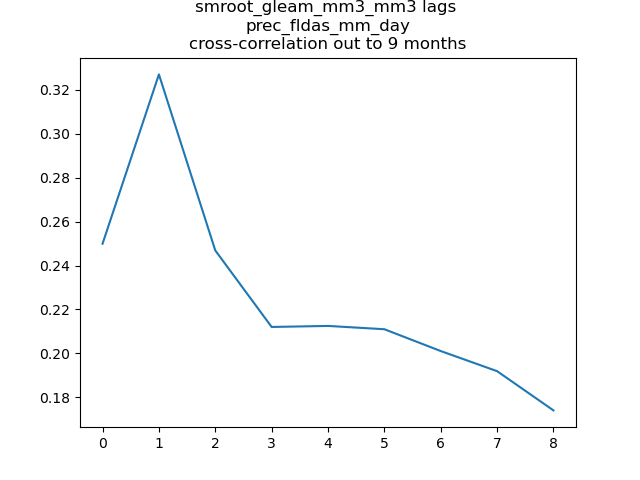 smroot_gleam_mm3_mm3 lags
prec_fldas_mm_day
cross-correlation out to 9 months
0.32
0.30
0.28
0.26
0.24
0.22
0.20
0.18
0 1 2 3 4 5 6 7 8